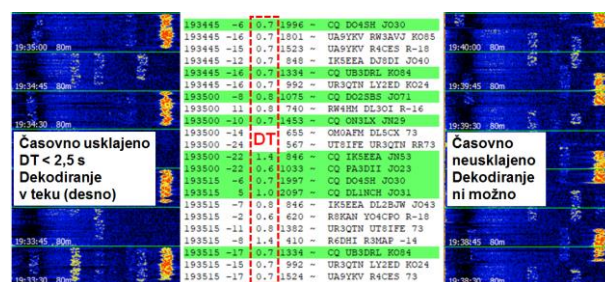 19:35:00 80m
19:34:45 80m
19:34:30 80m
Časovno usklajeno
DT < 2,5 s
Dekodiranje
v teku (desno)
19:33:45 80m
19:33:30 80m
193445 -6 0.7 1996 ~ CQ DO4SH JO30
193445 -16 0.7 1801 ~ UA9YKV RW3AVJ KO85
193445 -15 0.7 1523 ~ UA9YKV R4CES R-18
193445 -12 0.7 848 ~ IK5EEA DJ8DI JO40
193445 -16 0.7 1334 ~ CQ UB3DRL KO84
193445 -16 0.7 992 ~ UR3QTN LY2ED KO24
193500 -8 0.8 1075 ~ CQ DO2SBS JO71
193500 11 0.8 740 ~ RW4HM DL3OI R-16
193500 -10 0.7 1453 ~ CQ ON3LX JN29
193500 -14 655 ~ OM0AFM DL5CX 73
DT
193500 -24 567 ~ UT8IFE UR3QTN RR73
193500 -22 1.4 846 ~ CQ IK5EEA JN53
193500 -22 0.6 1033 ~ CQ PA3DII JO23
193515 -6 0.7 1997 ~ CQ DO4SH JO30
193515 5 1.0 2097 ~ CQ DL1NCH JO31
193515 -7 0.8 846 ~ IK5EEA DL2BJW JO43
193515 -2 0.6 620 ~ R8KAN YO4CPO R-18
193515 -11 0.8 1382 ~ UR3QTN UT8IFE 73
193515 -8 1.4 410 ~ R6DHI R3MAP -14
193515 -17 0.7 1334 ~ CQ UB3DRL KO84
193515 -15 0.7 992 ~ UR3QTN LY2ED KO24
193515 -17 0.7 1524 ~ UA9YKV R4CES 73
19:40:00 80m
19:39:30 80m
Časovno
neusklajeno
Dekodiranje
ni možno
19:38:45 80m